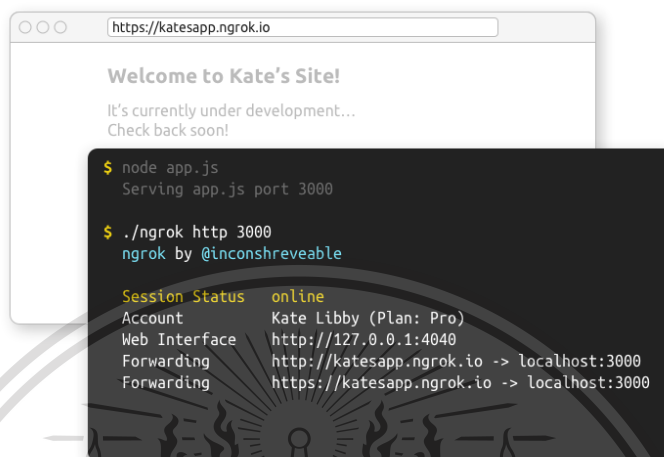 https://katesapp.ngrok.io
Welcome to Kate's Site!
It's currently under development...
Check back soon!
$ node app.js
Serving app.js port 3000
$ ./ngrok http 3000
ngrok by @inconshreveable
Session Status online
Account Kate Libby (Plan: Pro)
Web Interface http://127.0.0.1:4040
Forwarding http://katesapp.ngrok.io -> localhost:3000
Forwarding https://katesapp.ngrok.io -> localhost:3000